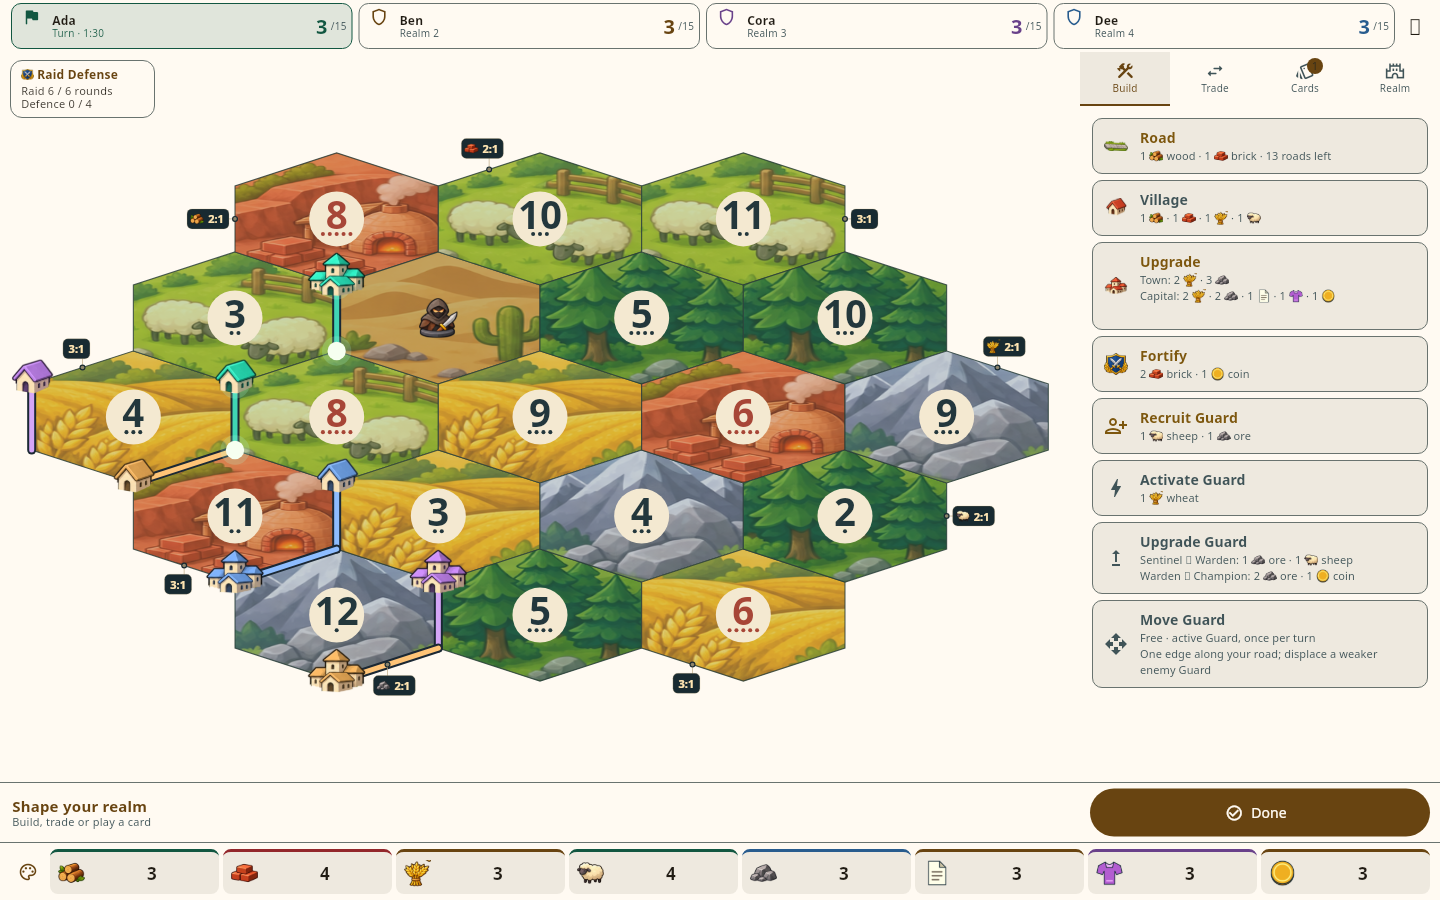 Ada
Turn · 1:30
3 /15
Ben
Realm 2
3 /15
Cora
Realm 3
3 /15
Dee
Realm 4
3 /15
Raid Defense
Raid 6 / 6 rounds
Defence 0 / 4
Build
Trade
Cards
Realm
2:1
2:1
8
10
11
3:1
3
5
10
3:1
2:1
4
8
9
6
9
11
3
4
2
2:1
3:1
12
5
6
2:1
3:1
Road
1 wood · 1 brick · 13 roads left
Village
1 · 1 · 1 · 1
Upgrade
Town: 2 · 3
Capital: 2 · 2 · 1 · 1 · 1
Fortify
2 brick · 1 coin
Recruit Guard
1 sheep · 1 ore
Activate Guard
1 wheat
Upgrade Guard
Sentinel Warden: 1 ore · 1 sheep
Warden Champion: 2 ore · 1 coin
Move Guard
Free · active Guard, once per turn
One edge along your road; displace a weaker
enemy Guard
Shape your realm
Build, trade or play a card
Done
3
4
3
4
3
3
3
3